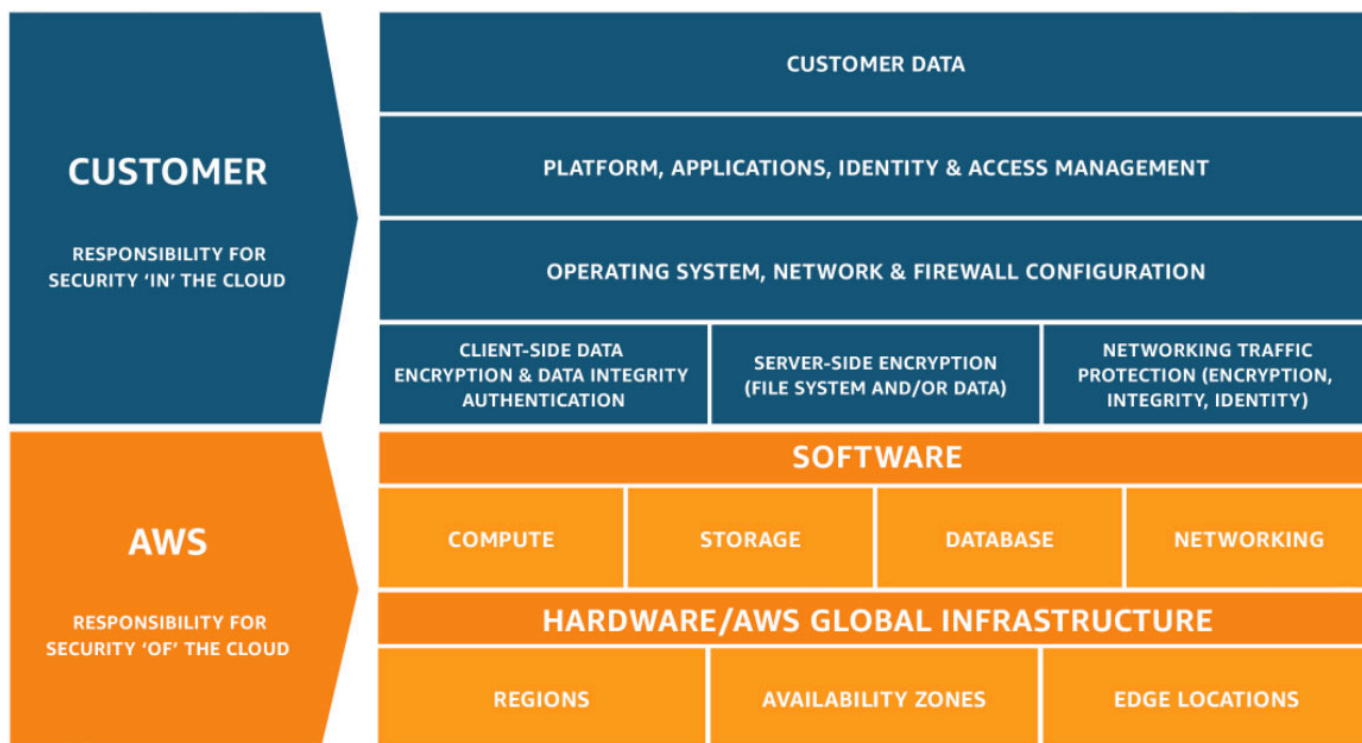 CUSTOMER
RESPONSIBILITY FOR
SECURITY ‘IN’ THE CLOUD
CUSTOMER DATA
PLATFORM, APPLICATIONS, IDENTITY & ACCESS MANAGEMENT
OPERATING SYSTEM, NETWORK & FIREWALL CONFIGURATION
CLIENT-SIDE DATA
ENCRYPTION & DATA INTEGRITY
AUTHENTICATION
SERVER-SIDE ENCRYPTION
(FILE SYSTEM AND/OR DATA)
NETWORKING TRAFFIC
PROTECTION (ENCRYPTION,
INTEGRITY, IDENTITY)
AWS
RESPONSIBILITY FOR
SECURITY ‘OF’ THE CLOUD
SOFTWARE
COMPUTE
STORAGE
DATABASE
NETWORKING
HARDWARE/AWS GLOBAL INFRASTRUCTURE
REGIONS
AVAILABILITY ZONES
EDGE LOCATIONS